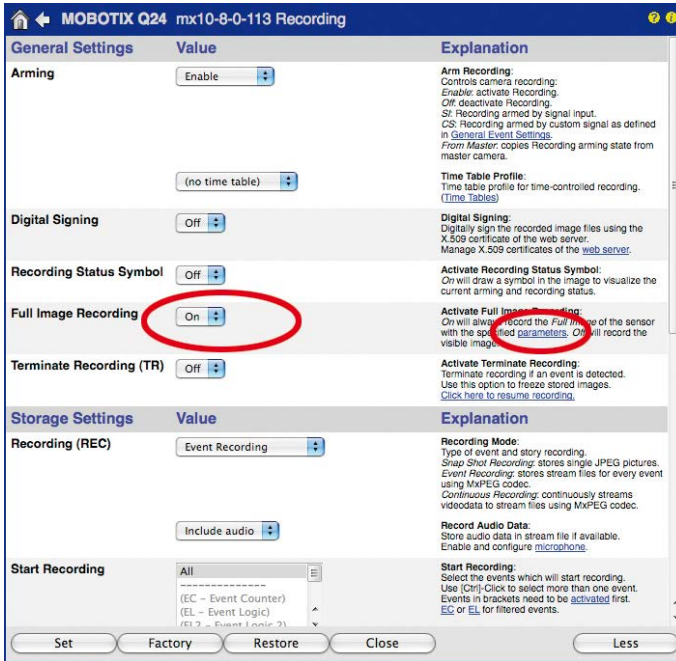 MOBOTIX Q24 mx10-8-0-113 Recording
General Settings Value Explanation
Arming
Enable
Arm Recording:
Controls camera recording:
Enable: activate Recording.
Off: deactivate Recording.
SI: Recording armed by signal input.
CS: Recording armed by custom signal as defined
in General Event Settings.
From Master: copies Recording arming state from
master camera.
(no time table)
Time Table Profile:
Time table profile for time-controlled recording.
(Time Tables)
Digital Signing
Off
Digital Signing:
Digitally sign the recorded image files using the
X.509 certificate of the web server.
Manage X.509 certificates of the web server.
Recording Status Symbol
Off
Activate Recording Status Symbol:
On will draw a symbol in the image to visualize the
current arming and recording status.
Full Image Recording
On
Activate Full Image Recording:
On will always record the Full Image of the sensor
with the specified parameters. Off will record the
visible image.
Terminate Recording (TR)
Off
Activate Terminate Recording:
Terminate recording if an event is detected.
Use this option to freeze stored images.
Click here to resume recording.
Storage Settings Value Explanation
Recording (REC)
Event Recording
Recording Mode:
Type of event and story recording.
Snap Shot Recording: stores single JPEG pictures.
Event Recording: stores stream files for every event
using MxPEG codec.
Continuous Recording: continuously streams
videodata to stream files using MxPEG codec.
Include audio
Record Audio Data:
Store audio data in stream file if available.
Enable and configure microphone.
Start Recording
All
--------------
(EC - Event Counter)
(EL - Event Logic)
(EL2 - Event Logic 2)
Start Recording:
Select the events which will start recording.
Use [Ctrl]-Click to select more than one event.
Events in brackets need to be activated first.
EC or EL for filtered events.
Set Factory Restore Close Less